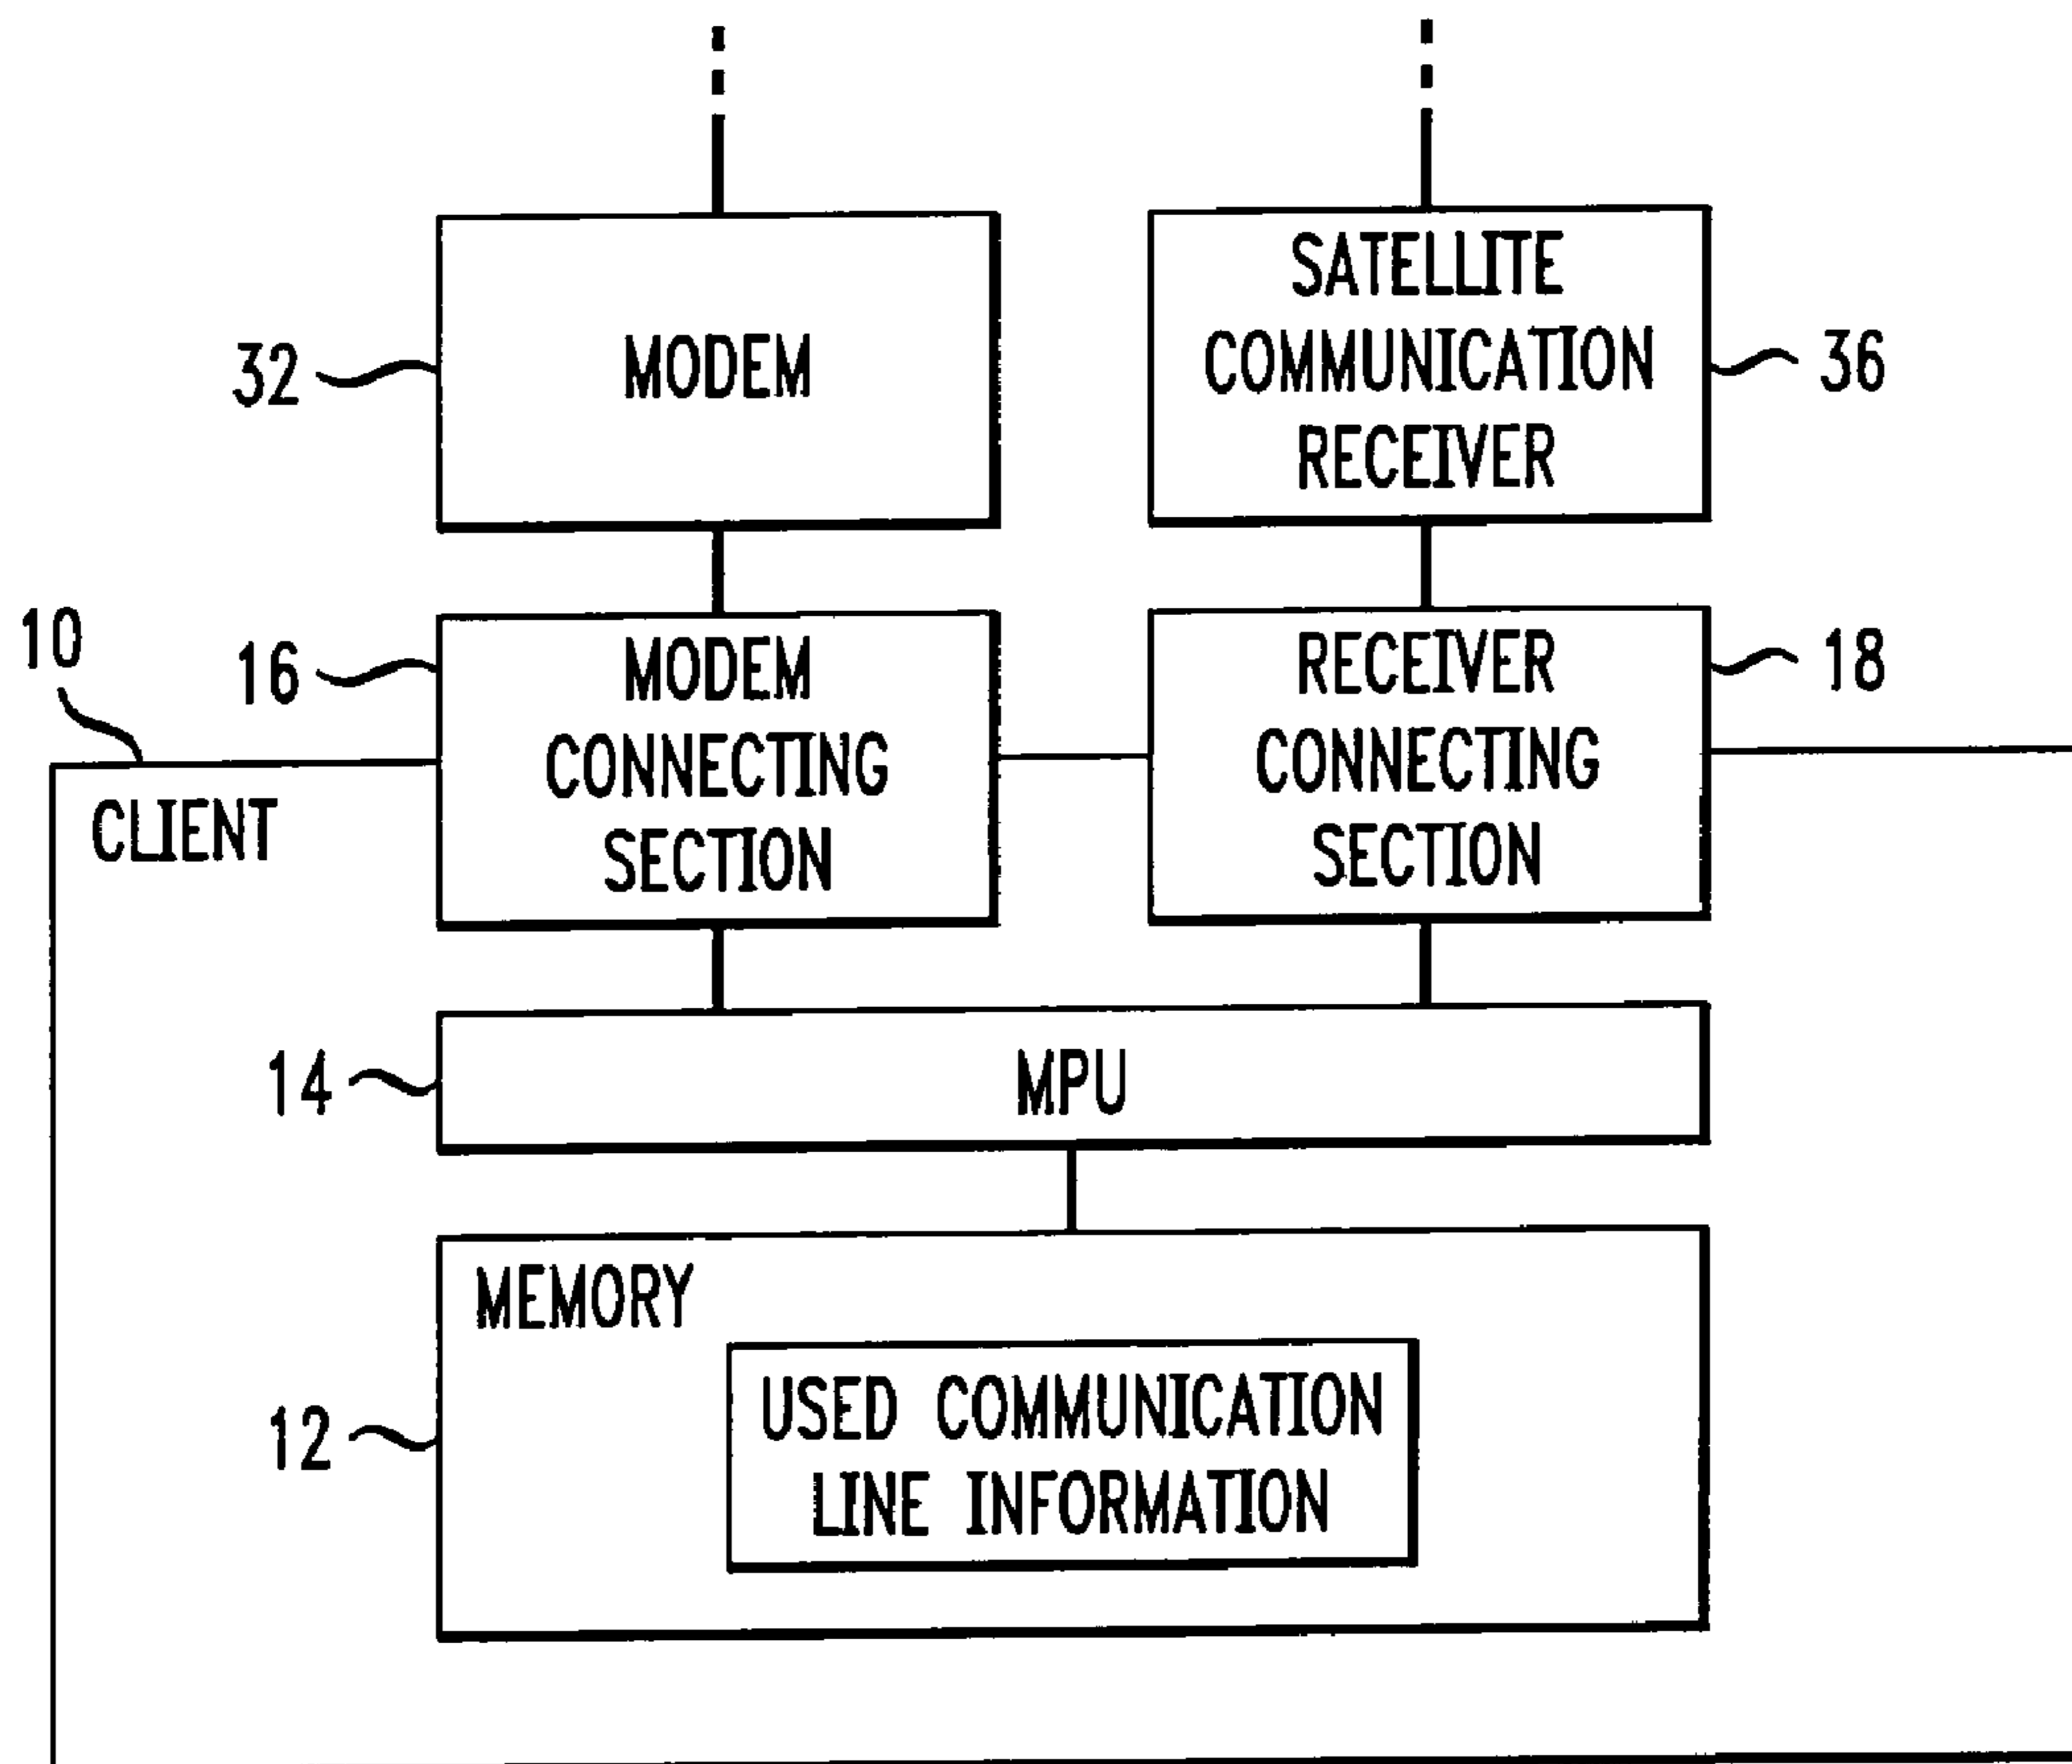 32
MODEM
SATELLITE
COMMUNICATION
RECEIVER
36
10
16
MODEM
CONNECTING
SECTION
RECEIVER
CONNECTING
SECTION
18
CLIENT
14
MPU
MEMORY
12
USED COMMUNICATION
LINE INFORMATION